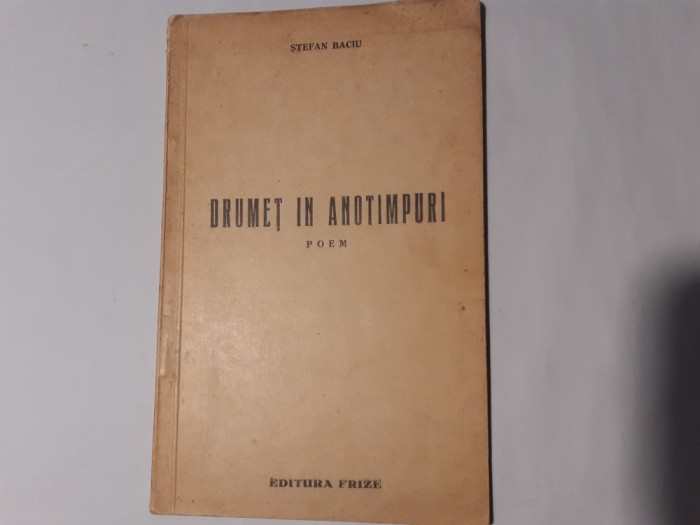 ȘTEFAN BACIU
DRUMEȚ IN ANOTIMPURI
POEM
EDITURA FRIZE